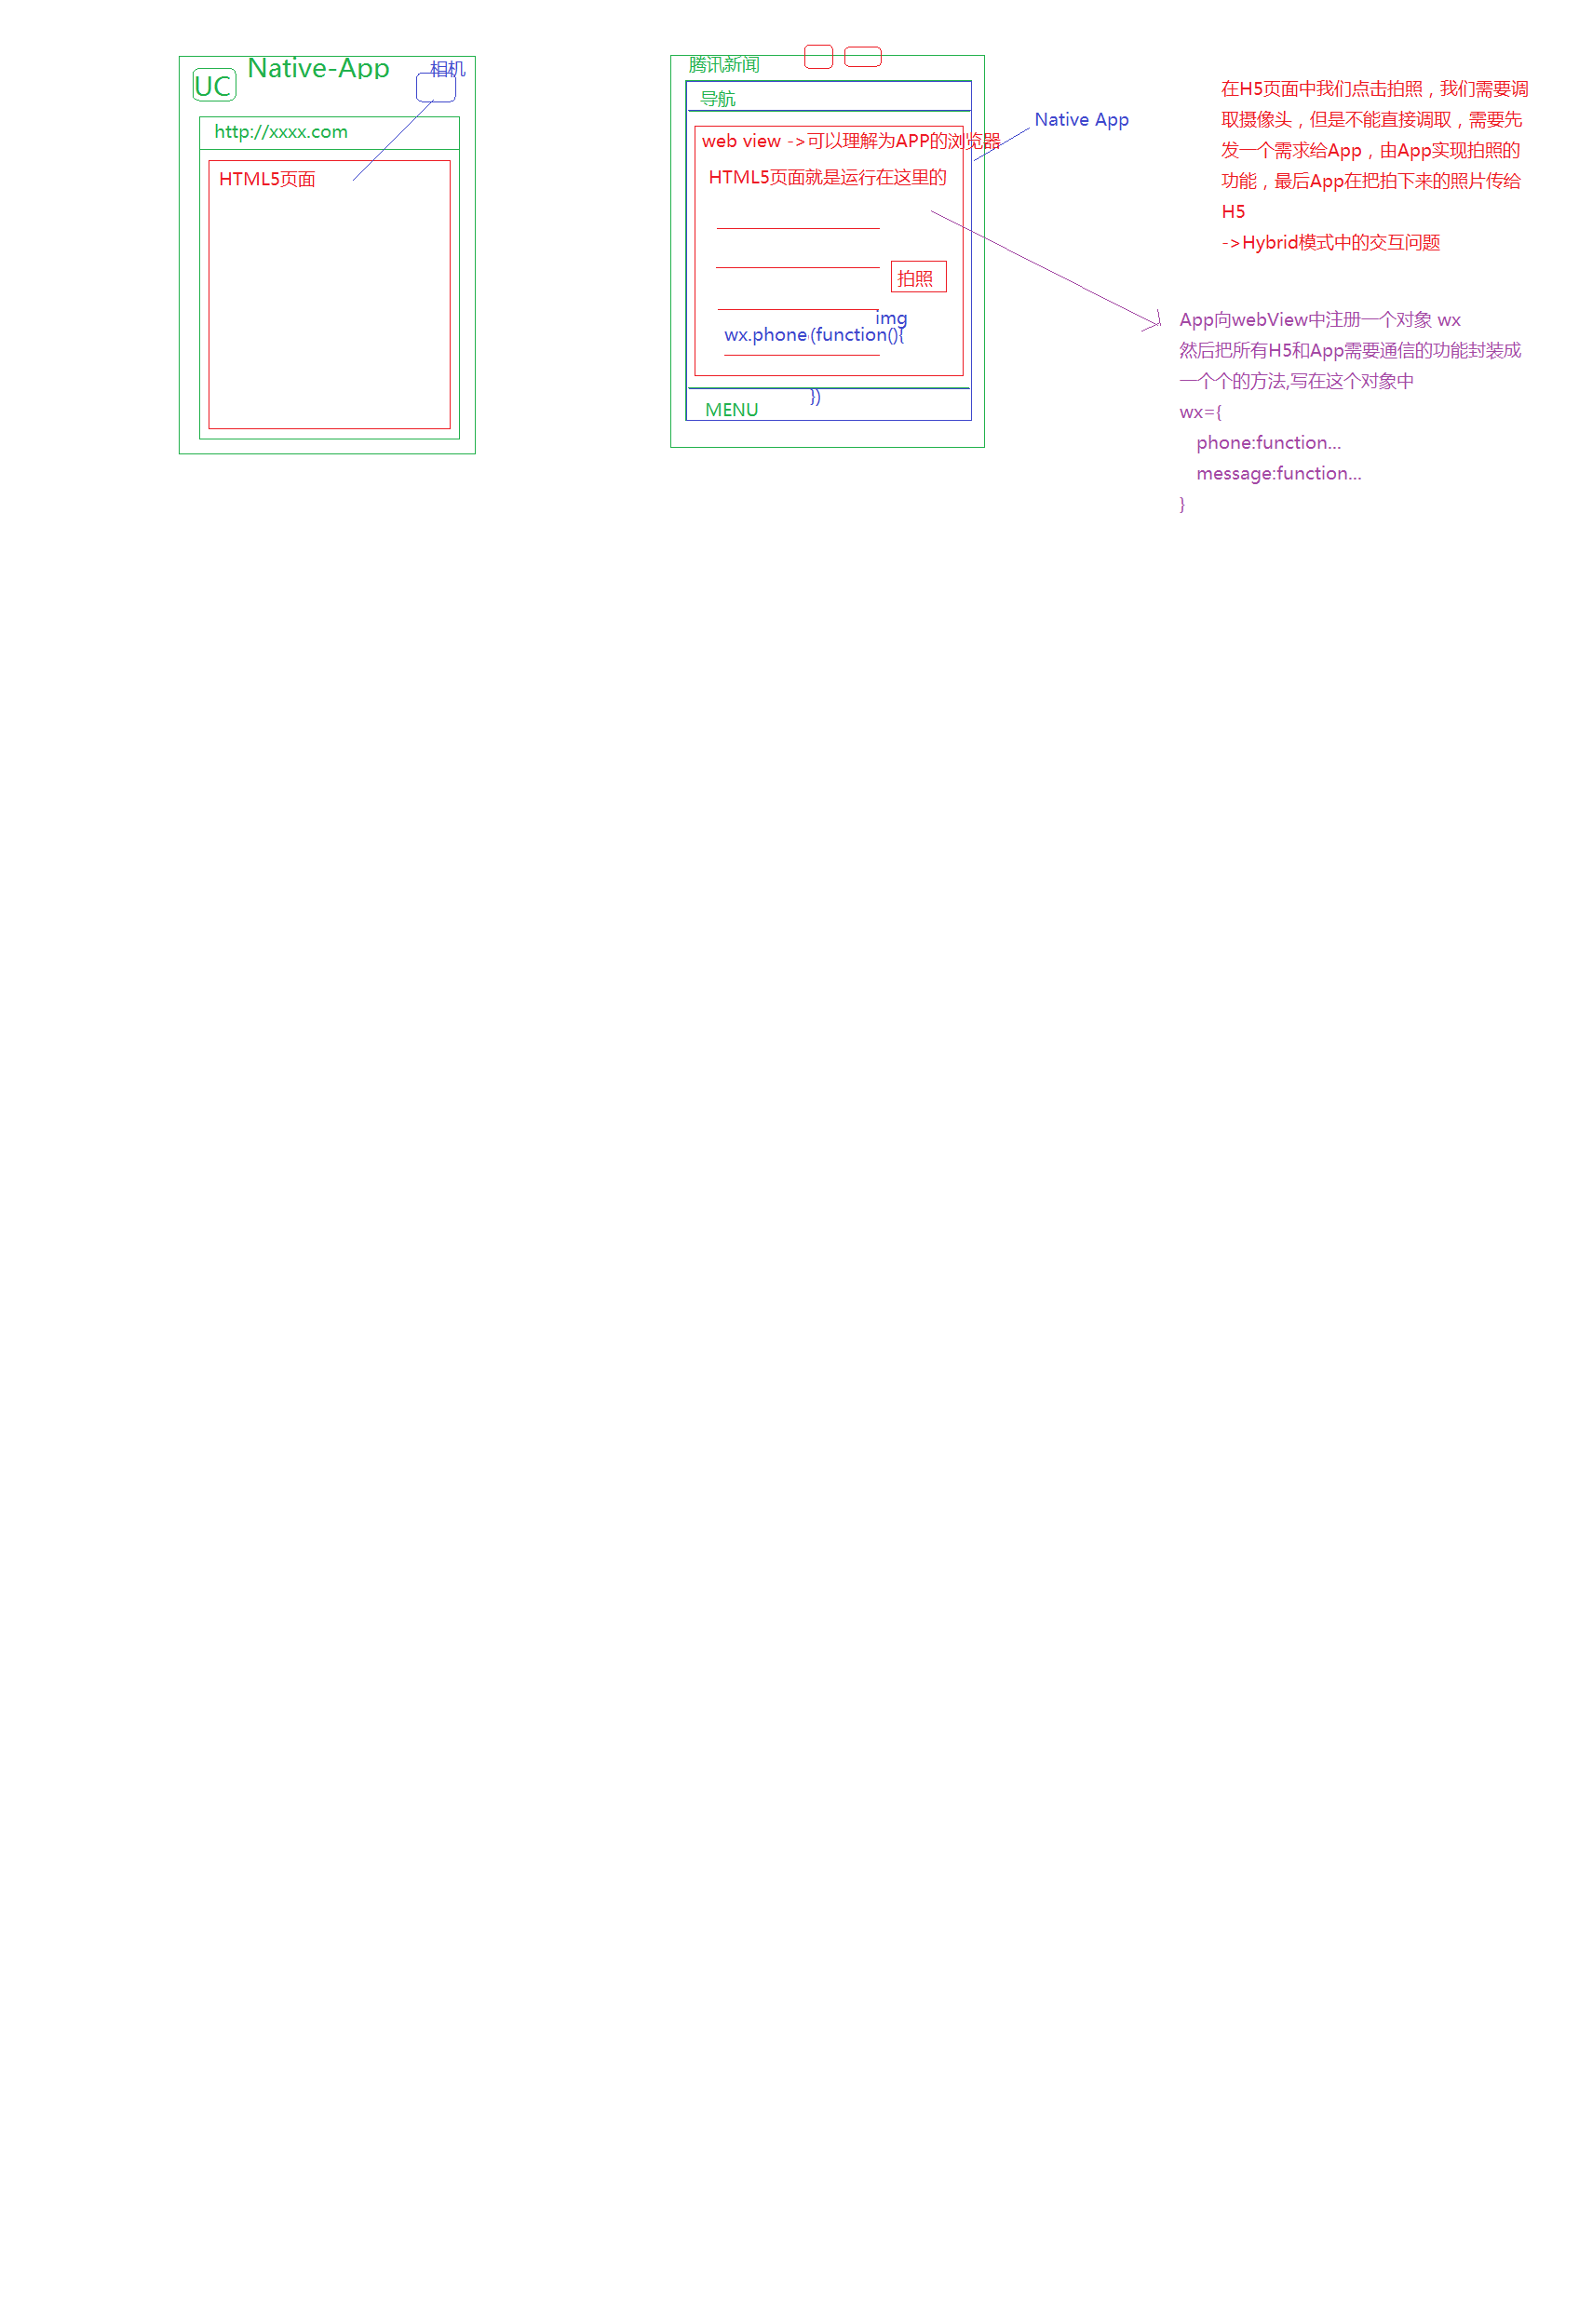 Native-App
相机
UC
http://xxxx.com
HTML5页面
腾讯新闻
导航
web view ->可以理解为APP的浏览器
HTML5页面就是运行在这里的
拍照
img
wx.phone(function(){
})
MENU
Native App
在H5页面中我们点击拍照，我们需要调
取摄像头，但是不能直接调取，需要先
发一个需求给App，由App实现拍照的
功能，最后App在把拍下来的照片传给
H5
->Hybrid模式中的交互问题
App向webView中注册一个对象 wx
然后把所有H5和App需要通信的功能封装成
一个个的方法,写在这个对象中
wx={
phone:function...
message:function...
}